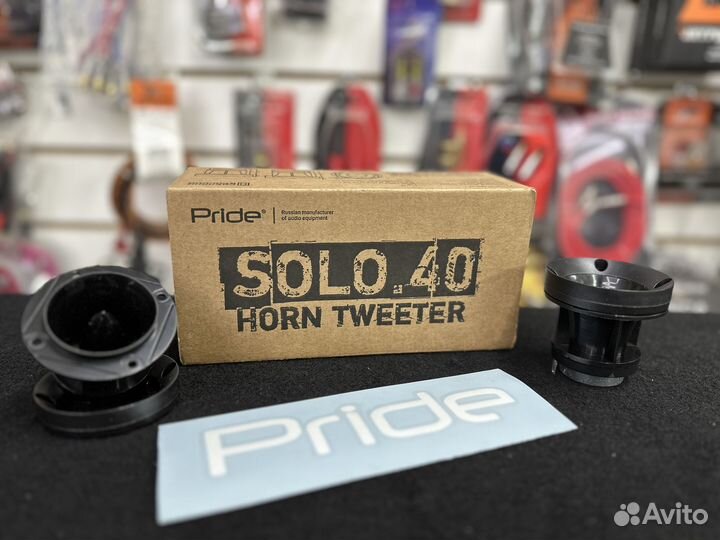 Pride®
Russian manufacturer
of audio equipment
SOLO.40
HORN TWEETER
Pride
Avito